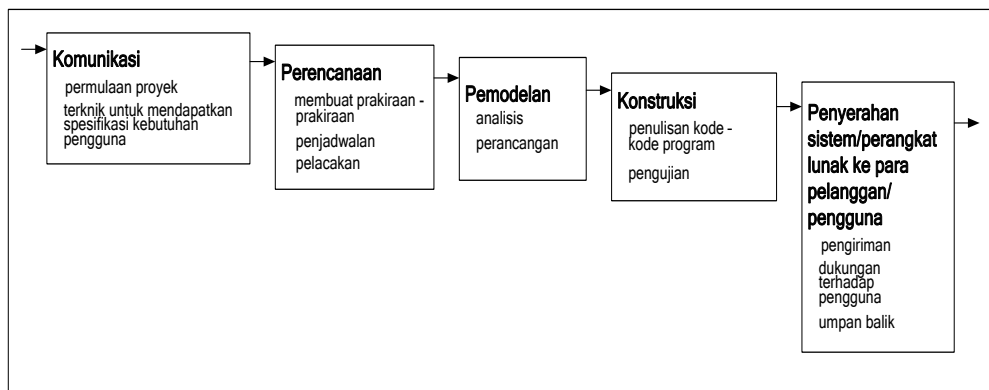 Komunikasi
permulaan proyek
terknik untuk mendapatkan
spesifikasi kebutuhan
pengguna
Perencanaan
membuat prakiraan -
prakiraan
penjadwalan
pelacakan
Pemodelan
analisis
perancangan
Konstruksi
penulisan kode -
kode program
pengujian
Penyerahan
sistem/perangkat
lunak ke para
pelanggan/
pengguna
pengiriman
dukungan
terhadap
pengguna
umpan balik